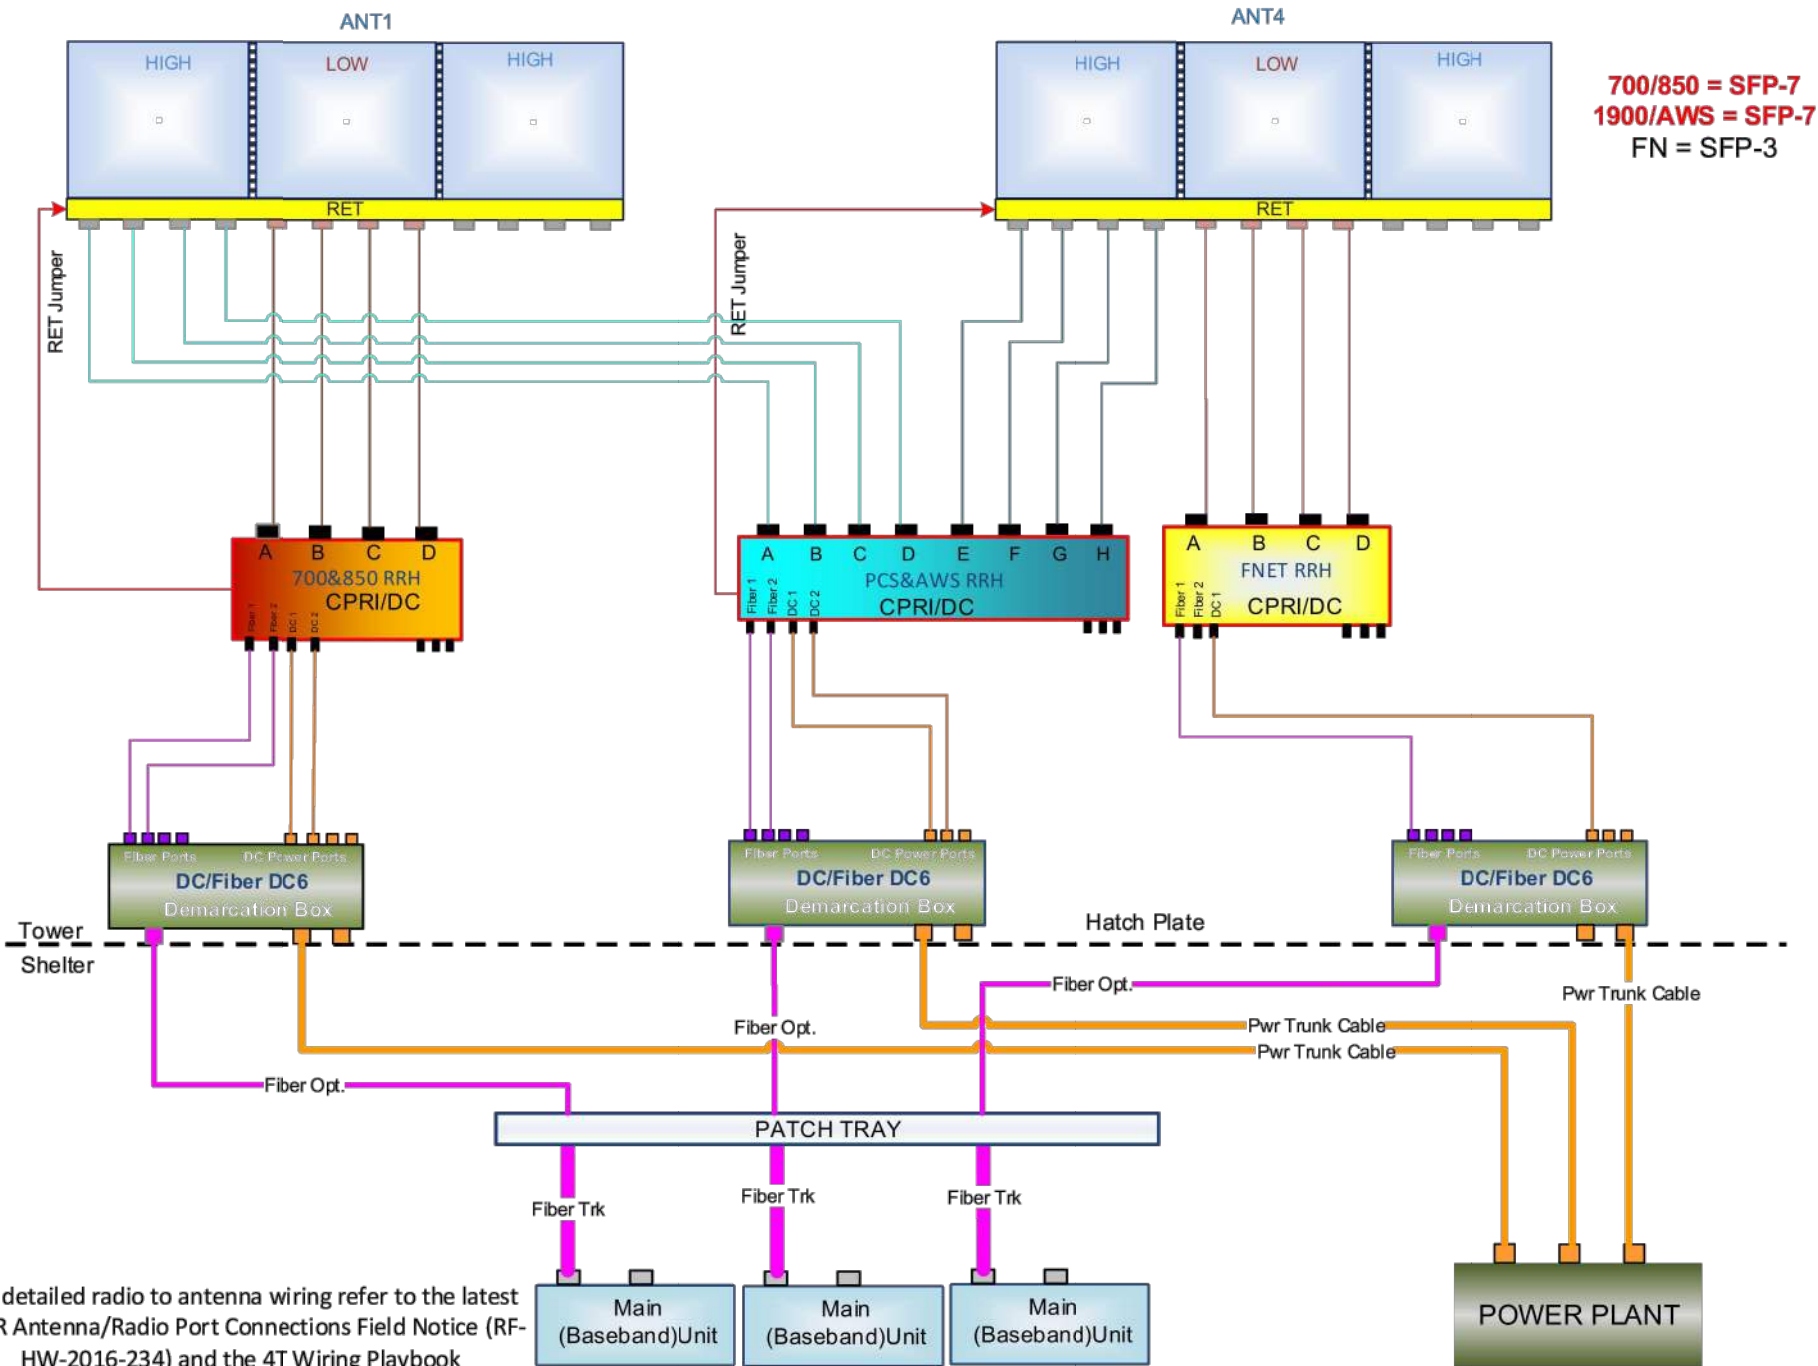 ANT1
ANT4
HIGH
LOW
HIGH
HIGH
LOW
HIGH
700/850 = SFP-7
1900/AWS = SFP-7
FN = SFP-3
RET
RET
RET Jumper
RET Jumper
A B C D
700&850 RRH
CPRI/DC
Fiber 1
Fiber 2
DC 1
DC 2
A B C D E F G H
PCS&AWS RRH
CPRI/DC
Fiber 1
Fiber 2
DC 1
DC 2
A B C D
FNET RRH
CPRI/DC
Fiber 1
Fiber 2
DC 1
Fiber Ports
DC Power Ports
DC/Fiber DC6
Demarcation Box
Fiber Ports
DC Power Ports
DC/Fiber DC6
Demarcation Box
Fiber Ports
DC Power Ports
DC/Fiber DC6
Demarcation Box
Tower
Hatch Plate
Shelter
Fiber Opt.
Pwr Trunk Cable
Fiber Opt.
Pwr Trunk Cable
Pwr Trunk Cable
Fiber Opt.
PATCH TRAY
Fiber Trk
Fiber Trk
Fiber Trk
Main
(Baseband)Unit
Main
(Baseband)Unit
Main
(Baseband)Unit
POWER PLANT
detailed radio to antenna wiring refer to the latest
R Antenna/Radio Port Connections Field Notice (RF-
HW-2016-234) and the 4T Wiring Playbook